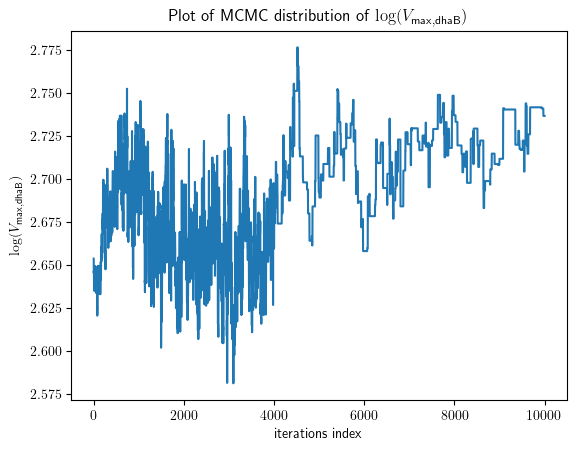 Plot of MCMC distribution of log(V_max,dhaB)
log(V_max,dhaB)
2.775
2.750
2.725
2.700
2.675
2.650
2.625
2.600
2.575
0 2000 4000 6000 8000 10000
iterations index